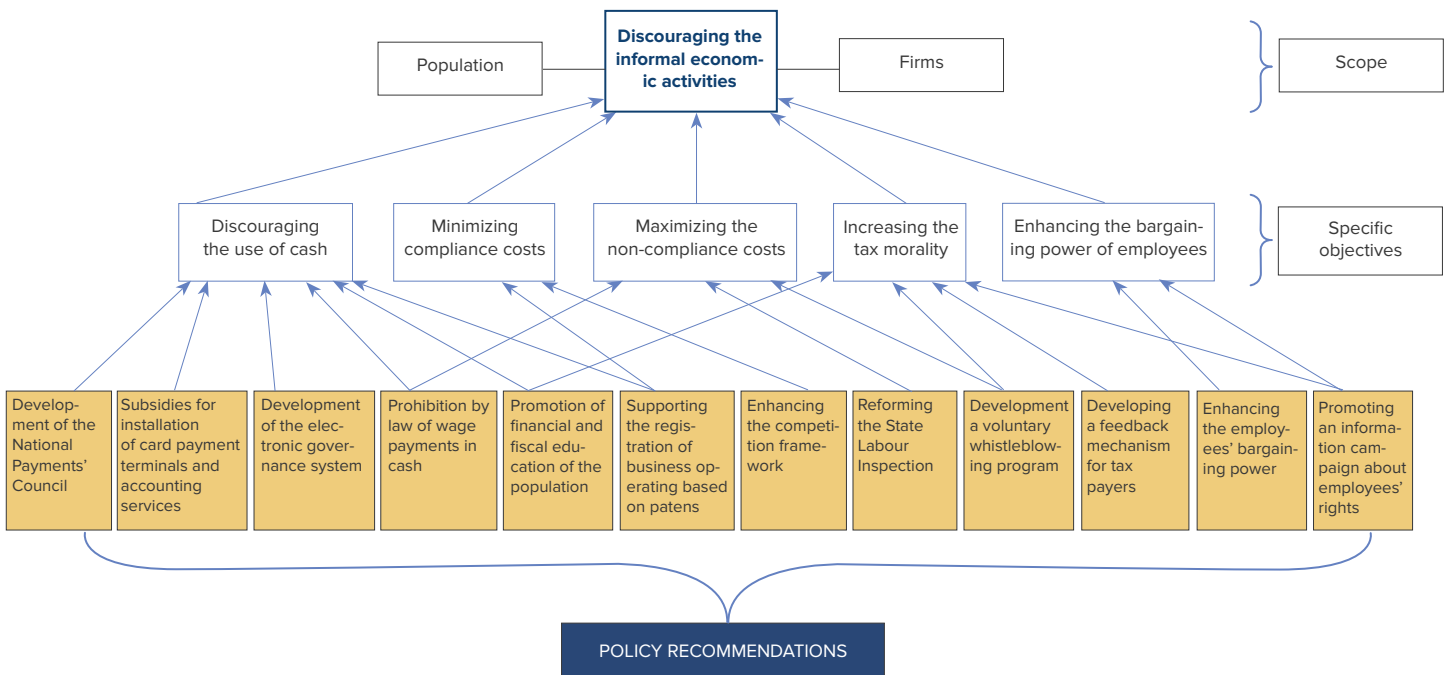 Discouraging the
informal econom-
ic activities
Population
Firms
Scope
Discouraging
the use of cash
Minimizing
compliance costs
Maximizing the
non-compliance costs
Increasing the
tax morality
Enhancing the bargain-
ing power of employees
Specific
objectives
Develop-
ment of the
National
Payments’
Council
Subsidies for
installation
of card payment
terminals and
accounting
services
Development
of the elec-
tronic gover-
nance system
Prohibition by
law of wage
payments in
cash
Promotion of
financial and
fiscal edu-
cation of the
population
Supporting
the regis-
tration of
business op-
erating based
on patens
Enhancing
the competi-
tion frame-
work
Reforming
the State
Labour
Inspection
Development
a voluntary
whistleblow-
ing program
Developing
a feedback
mechanism
for tax
payers
Enhancing
the employ-
ees’ bargain-
ing power
Promoting
an informa-
tion cam-
paign about
employees’
rights
POLICY RECOMMENDATIONS